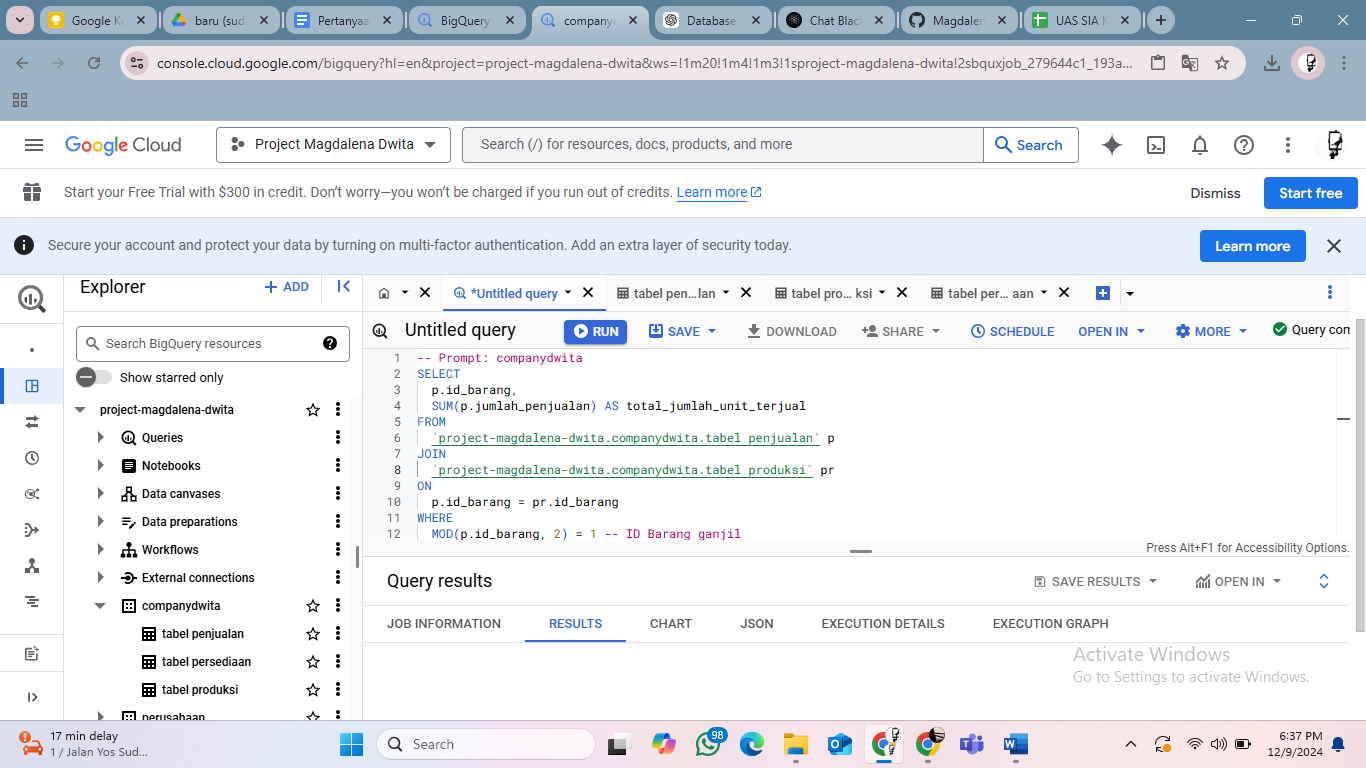 Google K
baru (sud
Pertanyaa
BigQuery
company
Database
Chat Blac
Magdaler
UAS SIA K
console.cloud.google.com/bigquery?hl=en&project=project-magdalena-dwita&ws=!1m20!1m4!1m3!1sproject-magdalena-dwita!2sbquxjob_279644c1_193a...
Google Cloud
Project Magdalena Dwita
Search (/) for resources, docs, products, and more
Search
Start your Free Trial with $300 in credit. Don't worry—you won't be charged if you run out of credits. Learn more
Dismiss
Start free
Secure your account and protect your data by turning on multi-factor authentication. Add an extra layer of security today.
Learn more
Explorer
+ ADD
Search BigQuery resources
Show starred only
project-magdalena-dwita
Queries
Notebooks
Data canvases
Data preparations
Workflows
External connections
companydwita
tabel penjualan
tabel persediaan
tabel produksi
perusahaan
*Untitled query
tabel pen...lan
tabel pro... ksi
tabel per... aan
Untitled query
RUN
SAVE
DOWNLOAD
SHARE
SCHEDULE
OPEN IN
MORE
Query com
1 -- Prompt: companydwita
2 SELECT
3 p.id_barang,
4 SUM(p.jumlah_penjualan) AS total_jumlah_unit_terjual
5 FROM
6 `project-magdalena-dwita.companydwita.tabel penjualan` p
7 JOIN
8 `project-magdalena-dwita.companydwita.tabel produksi` pr
9 ON
10 p.id_barang = pr.id_barang
11 WHERE
12 MOD(p.id_barang, 2) = 1 -- ID Barang ganjil
Press Alt+F1 for Accessibility Options.
Query results
SAVE RESULTS
OPEN IN
JOB INFORMATION
RESULTS
CHART
JSON
EXECUTION DETAILS
EXECUTION GRAPH
Activate Windows
Go to Settings to activate Windows.
17 min delay
1 / Jalan Yos Sud...
Search
98
6:37 PM
12/9/2024